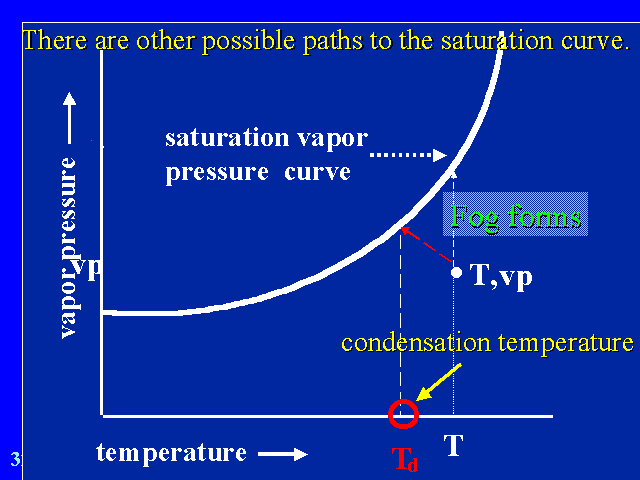 There are other possible paths to the saturation curve.
saturation vapor
pressure curve
Fog forms
vapor pressure
vp
T,vp
condensation temperature
temperature
Td
T
3